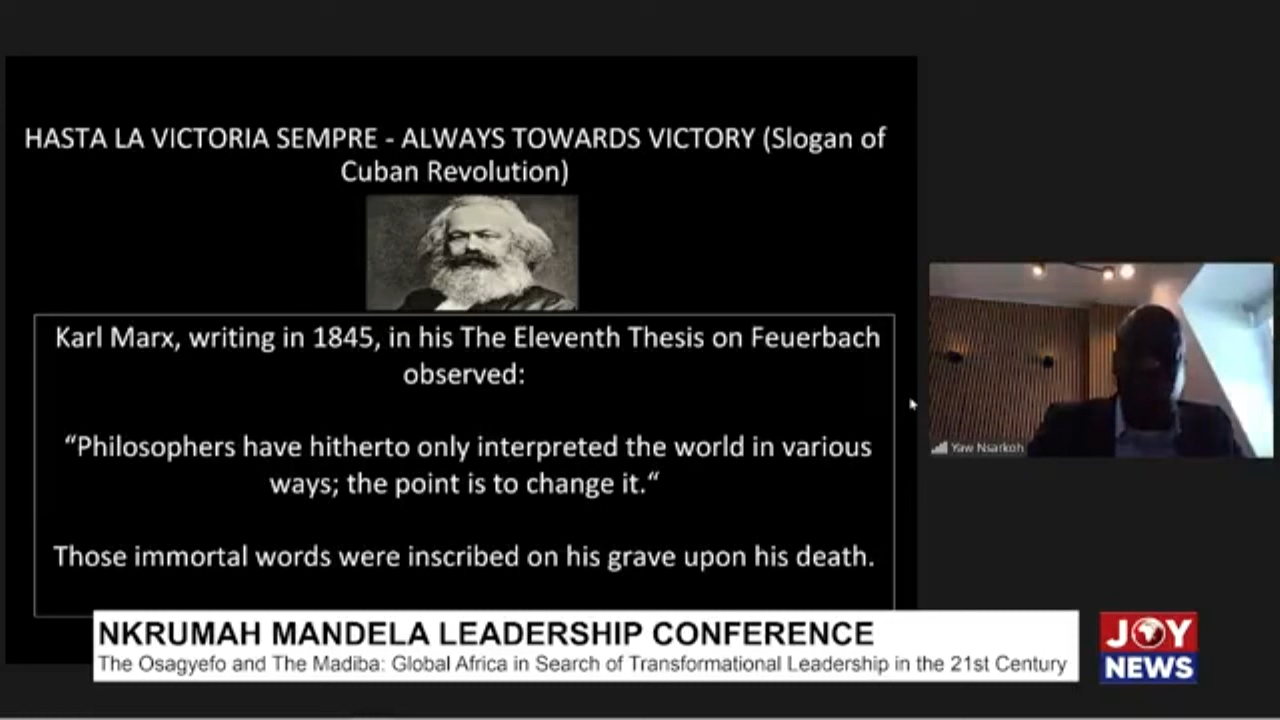 HASTA LA VICTORIA SEMPRE - ALWAYS TOWARDS VICTORY (Slogan of
Cuban Revolution)
Karl Marx, writing in 1845, in his The Eleventh Thesis on Feuerbach
observed:
“Philosophers have hitherto only interpreted the world in various
ways; the point is to change it.“
Those immortal words were inscribed on his grave upon his death.
Yaw Nsarkoh
NKRUMAH MANDELA LEADERSHIP CONFERENCE
The Osagyefo and The Madiba: Global Africa in Search of Transformational Leadership in the 21st Century
JOY
NEWS